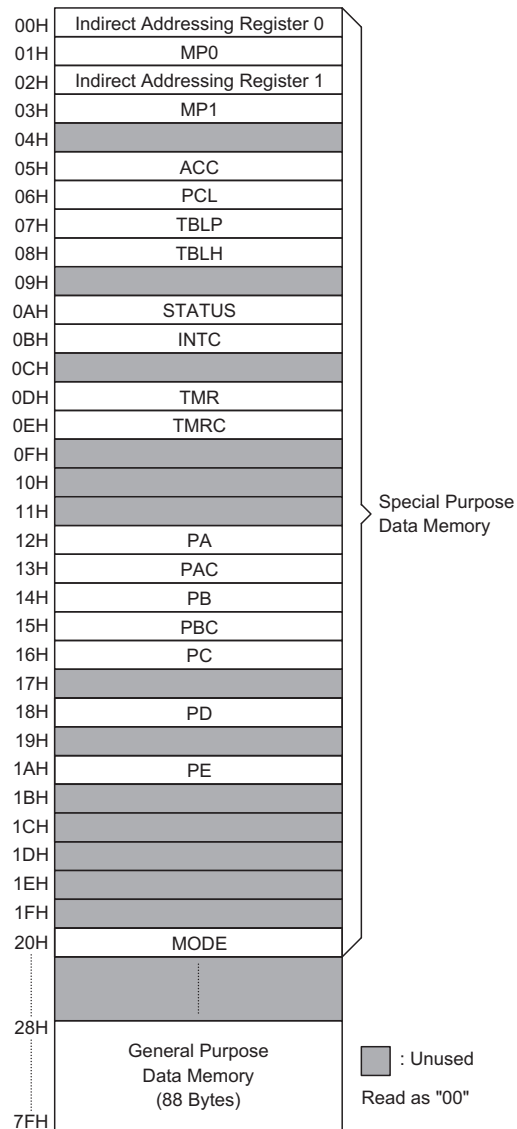 00H Indirect Addressing Register 0
01H MP0
02H Indirect Addressing Register 1
03H MP1
04H
05H ACC
06H PCL
07H TBLP
08H TBLH
09H
0AH STATUS
0BH INTC
0CH
0DH TMR
0EH TMRC
0FH
10H
11H
Special Purpose
Data Memory
12H PA
13H PAC
14H PB
15H PBC
16H PC
17H
18H PD
19H
1AH PE
1BH
1CH
1DH
1EH
1FH
20H MODE
28H
General Purpose
Data Memory
(88 Bytes)
7FH
: Unused
Read as "00"